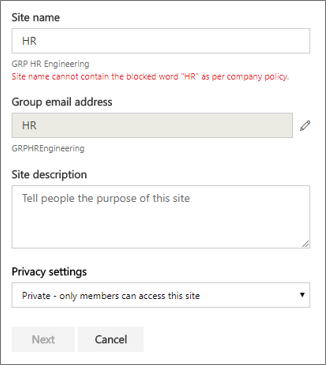 Site name
HR
GRP HR Engineering
Site name cannot contain the blocked word "HR" as per company policy.
Group email address
HR
GRPHREngineering
Site description
Tell people the purpose of this site
Privacy settings
Private - only members can access this site
Next Cancel